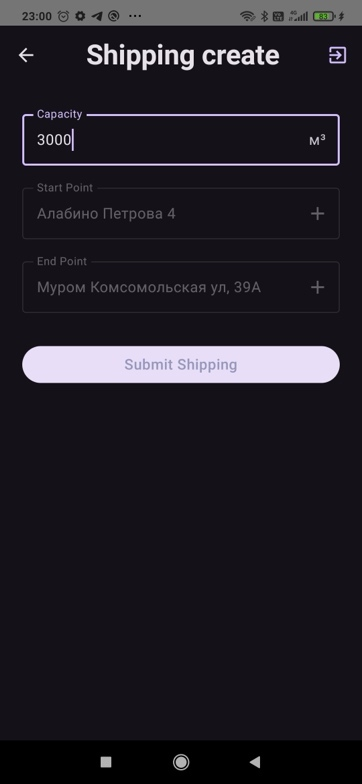 23:00
83
Shipping create
Capacity
3000 м³
Start Point
Алабино Петрова 4
End Point
Муром Комсомольская ул, 39А
Submit Shipping